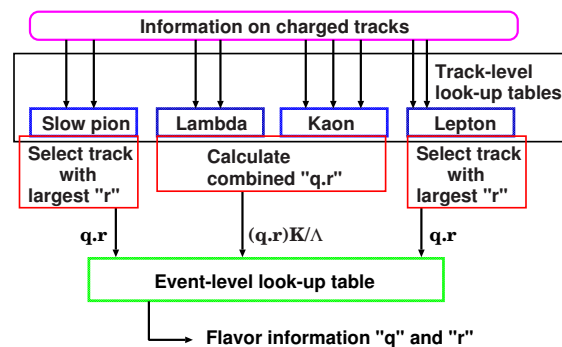 Information on charged tracks
Track-level
look-up tables
Slow pion
Lambda
Kaon
Lepton
Select track
with
largest "r"
Calculate
combined "q.r"
Select track
with
largest "r"
q.r
(q.r)K/Λ
q.r
Event-level look-up table
Flavor information "q" and "r"